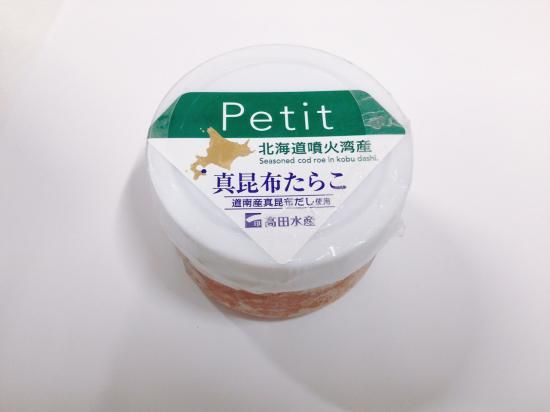 Petit
北海道噴火湾産
Seasoned cod roe in kobu dashi.
真昆布たらこ
道南産真昆布だし使用
高田水産